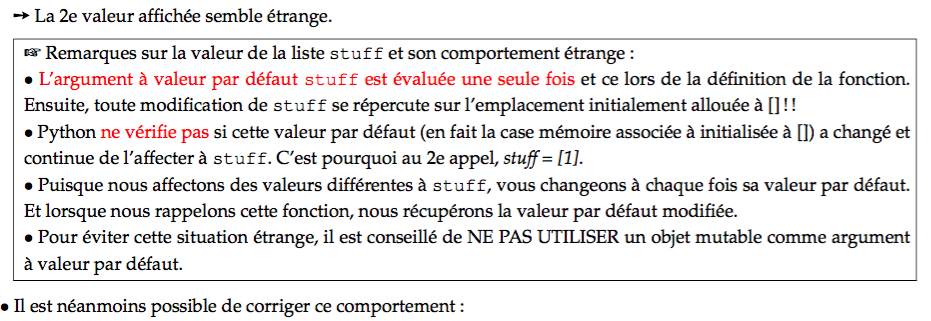 ➙ La 2e valeur affichée semble étrange.
☞ Remarques sur la valeur de la liste stuff et son comportement étrange :
• L'argument à valeur par défaut stuff est évaluée une seule fois et ce lors de la définition de la fonction.
Ensuite, toute modification de stuff se répercute sur l'emplacement initialement allouée à [] ! !
• Python ne vérifie pas si cette valeur par défaut (en fait la case mémoire associée à initialisée à []) a changé et
continue de l'affecter à stuff. C'est pourquoi au 2e appel, stuff = [1].
• Puisque nous affectons des valeurs différentes à stuff, vous changeons à chaque fois sa valeur par défaut.
Et lorsque nous rappelons cette fonction, nous récupérons la valeur par défaut modifiée.
• Pour éviter cette situation étrange, il est conseillé de NE PAS UTILISER un objet mutable comme argument
à valeur par défaut.
• Il est néanmoins possible de corriger ce comportement :